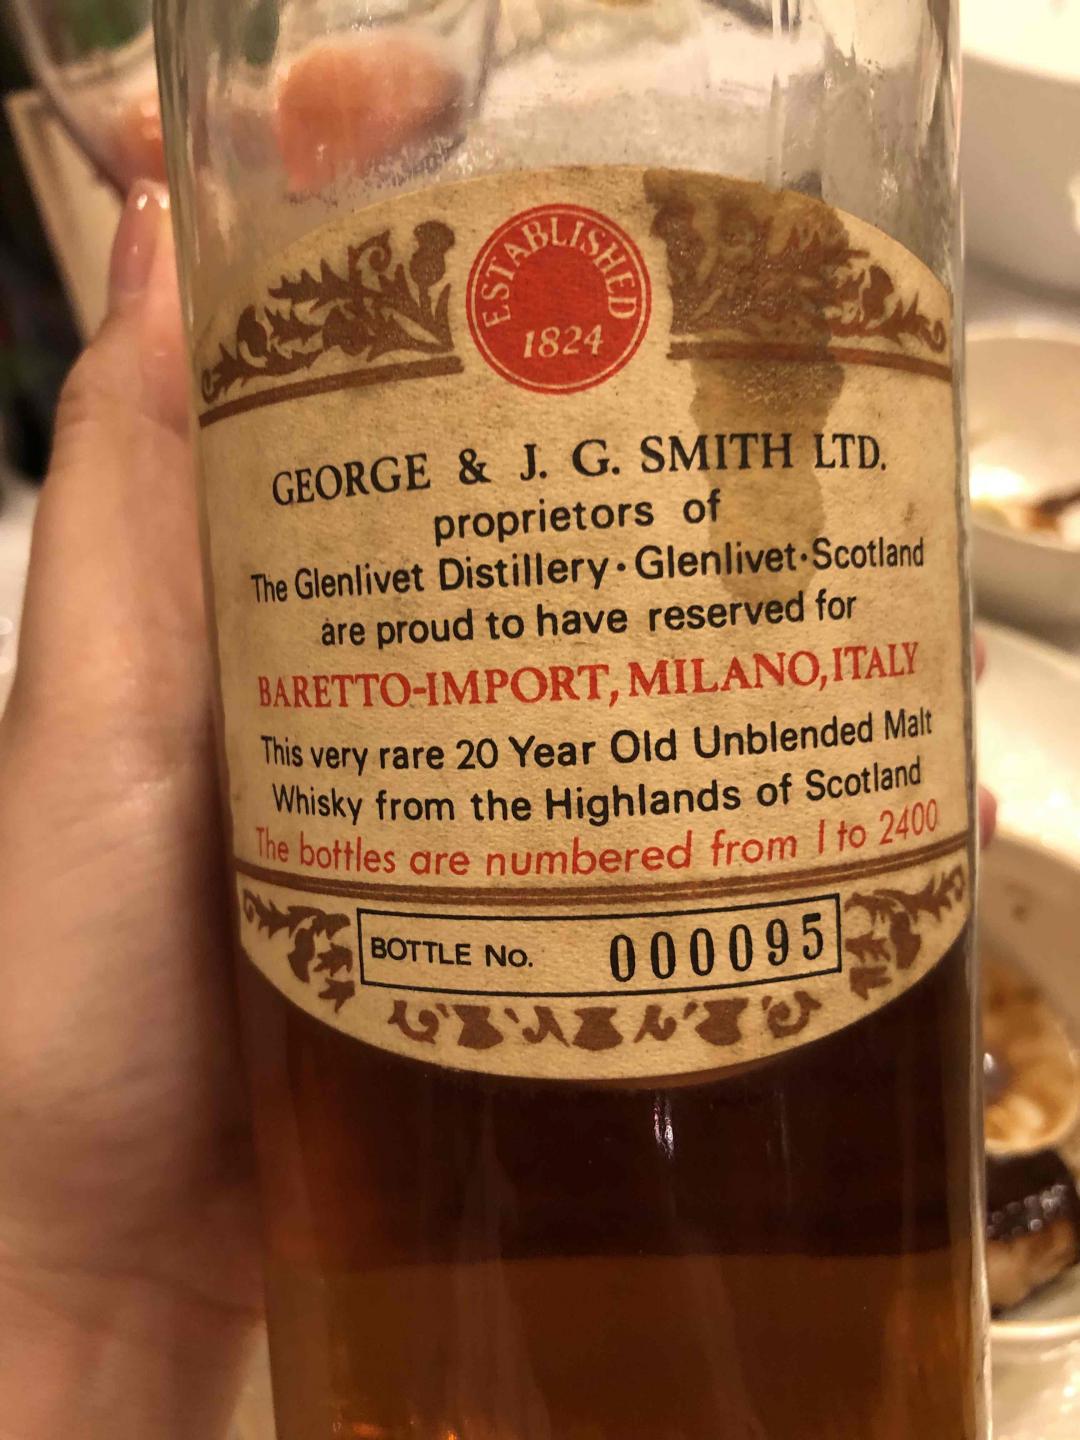 ESTABLISHED
1824
GEORGE & J. G. SMITH LTD.
proprietors of
The Glenlivet Distillery · Glenlivet · Scotland
are proud to have reserved for
BARETTO-IMPORT, MILANO, ITALY
This very rare 20 Year Old Unblended Malt
Whisky from the Highlands of Scotland
The bottles are numbered from 1 to 2400
BOTTLE No. 000095